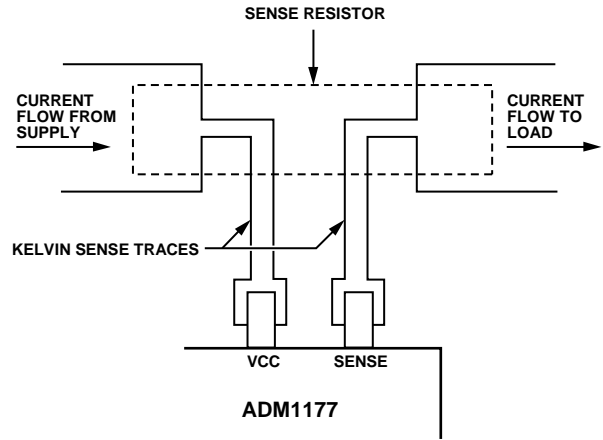 SENSE RESISTOR
CURRENT
FLOW FROM
SUPPLY
CURRENT
FLOW TO
LOAD
KELVIN SENSE TRACES
VCC
SENSE
ADM1177